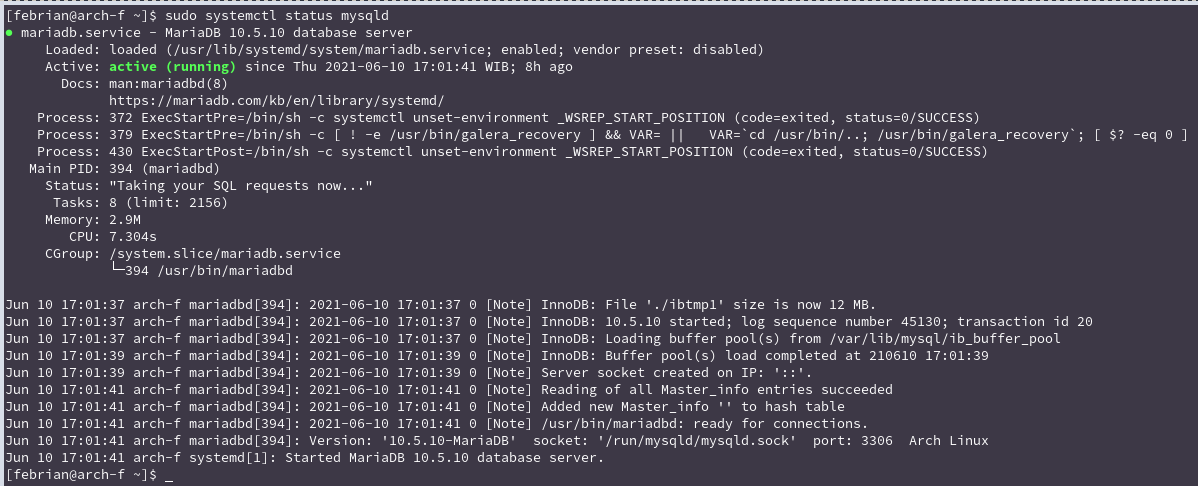 [febrian@arch-f ~]$ sudo systemctl status mysqld
● mariadb.service - MariaDB 10.5.10 database server
     Loaded: loaded (/usr/lib/systemd/system/mariadb.service; enabled; vendor preset: disabled)
     Active: active (running) since Thu 2021-06-10 17:01:41 WIB; 8h ago
       Docs: man:mariadbd(8)
             https://mariadb.com/kb/en/library/systemd/
    Process: 372 ExecStartPre=/bin/sh -c systemctl unset-environment _WSREP_START_POSITION (code=exited, status=0/SUCCESS)
    Process: 379 ExecStartPre=/bin/sh -c [ ! -e /usr/bin/galera_recovery ] && VAR= ||   VAR=`cd /usr/bin/..; /usr/bin/galera_recovery`; [ $? -eq 0 ]
    Process: 430 ExecStartPost=/bin/sh -c systemctl unset-environment _WSREP_START_POSITION (code=exited, status=0/SUCCESS)
   Main PID: 394 (mariadbd)
     Status: "Taking your SQL requests now..."
      Tasks: 8 (limit: 2156)
     Memory: 2.9M
        CPU: 7.304s
     CGroup: /system.slice/mariadb.service
             └─394 /usr/bin/mariadbd

Jun 10 17:01:37 arch-f mariadbd[394]: 2021-06-10 17:01:37 0 [Note] InnoDB: File './ibtmp1' size is now 12 MB.
Jun 10 17:01:37 arch-f mariadbd[394]: 2021-06-10 17:01:37 0 [Note] InnoDB: 10.5.10 started; log sequence number 45130; transaction id 20
Jun 10 17:01:37 arch-f mariadbd[394]: 2021-06-10 17:01:37 0 [Note] InnoDB: Loading buffer pool(s) from /var/lib/mysql/ib_buffer_pool
Jun 10 17:01:39 arch-f mariadbd[394]: 2021-06-10 17:01:39 0 [Note] InnoDB: Buffer pool(s) load completed at 210610 17:01:39
Jun 10 17:01:39 arch-f mariadbd[394]: 2021-06-10 17:01:39 0 [Note] Server socket created on IP: '::'.
Jun 10 17:01:41 arch-f mariadbd[394]: 2021-06-10 17:01:41 0 [Note] Reading of all Master_info entries succeeded
Jun 10 17:01:41 arch-f mariadbd[394]: 2021-06-10 17:01:41 0 [Note] Added new Master_info '' to hash table
Jun 10 17:01:41 arch-f mariadbd[394]: 2021-06-10 17:01:41 0 [Note] /usr/bin/mariadbd: ready for connections.
Jun 10 17:01:41 arch-f mariadbd[394]: Version: '10.5.10-MariaDB'  socket: '/run/mysqld/mysqld.sock'  port: 3306  Arch Linux
Jun 10 17:01:41 arch-f systemd[1]: Started MariaDB 10.5.10 database server.
[febrian@arch-f ~]$ _